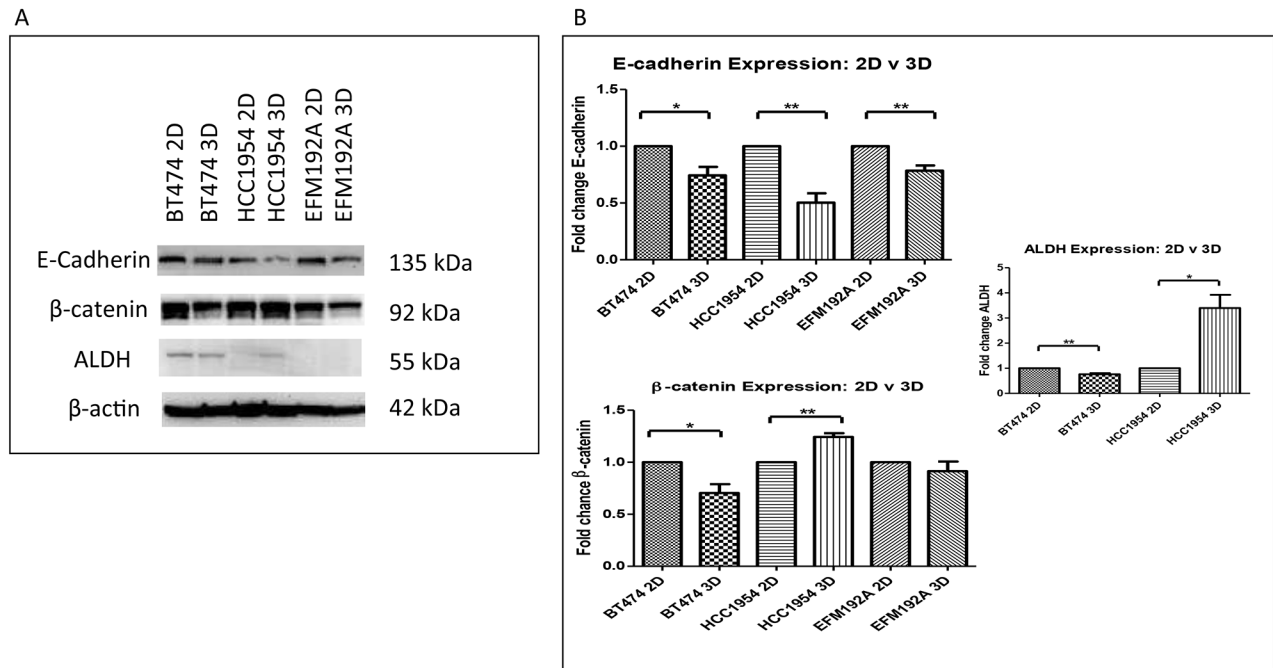 A
BT474 2D
BT474 3D
HCC1954 2D
HCC1954 3D
EFM192A 2D
EFM192A 3D
E-Cadherin 135 kDa
β-catenin 92 kDa
ALDH 55 kDa
β-actin 42 kDa
B
E-cadherin Expression: 2D v 3D
Fold change E-cadherin
1.5
1.0
0.5
0.0
* ** **
BT474 2D
BT474 3D
HCC1954 2D
HCC1954 3D
EFM192A 2D
EFM192A 3D
β-catenin Expression: 2D v 3D
Fold chance β-catenin
1.5
1.0
0.5
0.0
* **
BT474 2D
BT474 3D
HCC1954 2D
HCC1954 3D
EFM192A 2D
EFM192A 3D
ALDH Expression: 2D v 3D
Fold change ALDH
5
4
3
2
1
0
** *
BT474 2D
BT474 3D
HCC1954 2D
HCC1954 3D